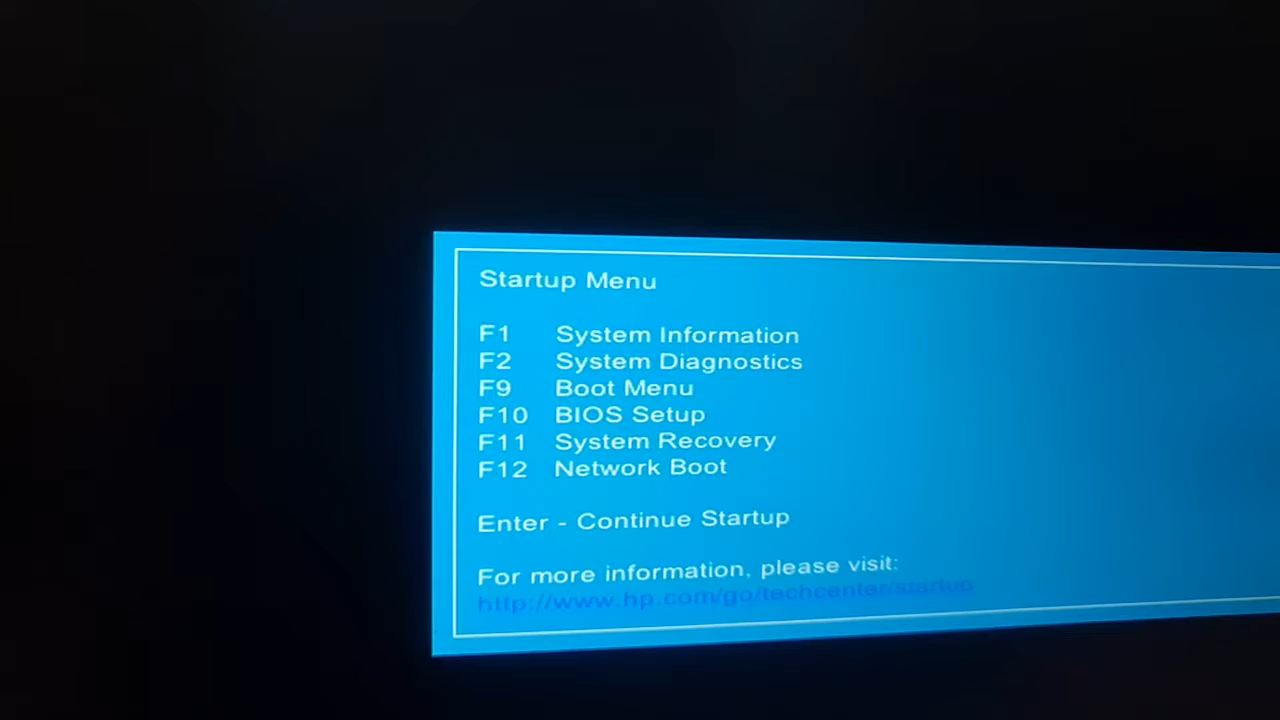 Startup Menu
F1 System Information
F2 System Diagnostics
F9 Boot Menu
F10 BIOS Setup
F11 System Recovery
F12 Network Boot
Enter - Continue Startup
For more information, please visit:
http://www.hp.com/go/techcenter/startup